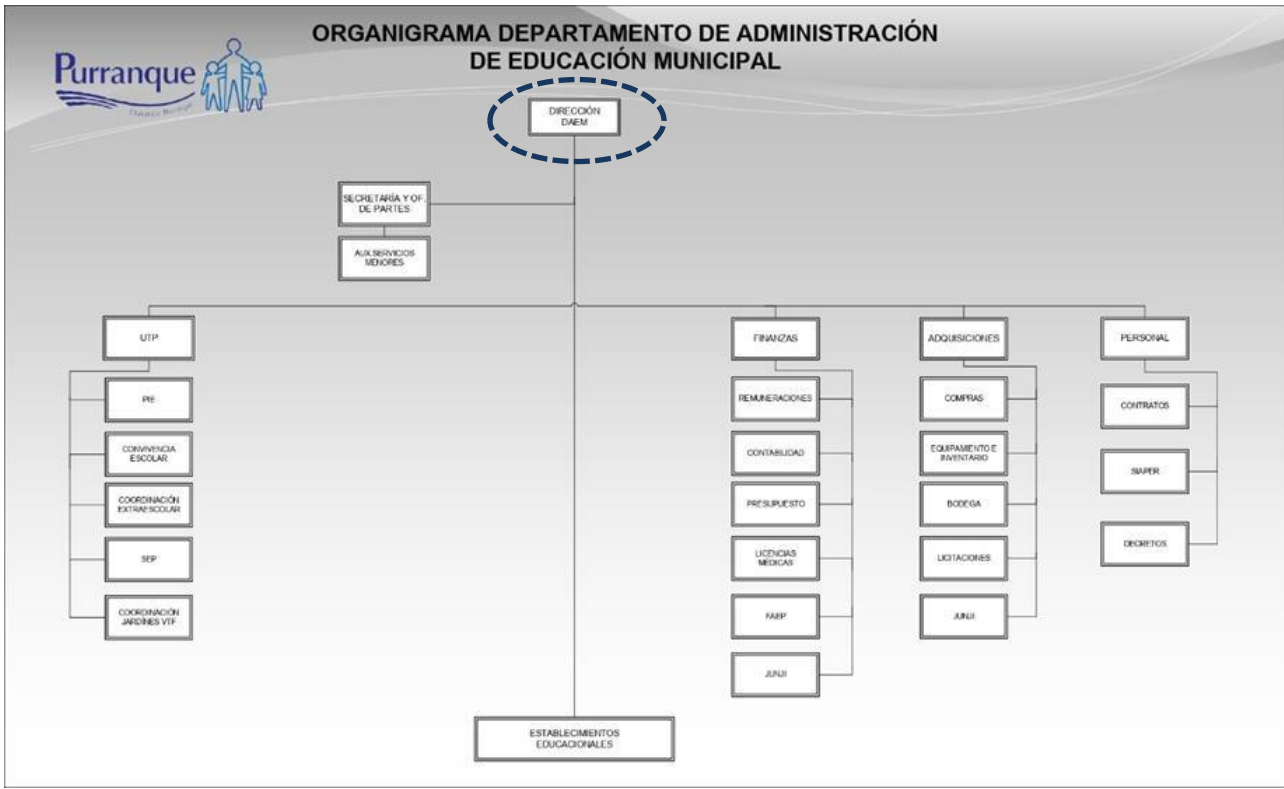 ORGANIGRAMA DEPARTAMENTO DE ADMINISTRACIÓN
DE EDUCACIÓN MUNICIPAL
Purranque
DIRECCIÓN
DAEM
SECRETARÍA Y OF.
DE PARTES
AUX.SERVICIOS
MENORES
UTP
PIE
CONVIVENCIA
ESCOLAR
COORDINACIÓN
EXTRAESCOLAR
SEP
COORDINACIÓN
JARDÍNES VTF
FINANZAS
REMUNERACIONES
CONTABILIDAD
PRESUPUESTO
LICENCIAS
MÉDICAS
FAEP
JUNJI
ADQUISICIONES
COMPRAS
EQUIPAMIENTO E
INVENTARIO
BODEGA
LICITACIONES
JUNJI
PERSONAL
CONTRATOS
SIAPER
DECRETOS
ESTABLECIMIENTOS
EDUCACIONALES